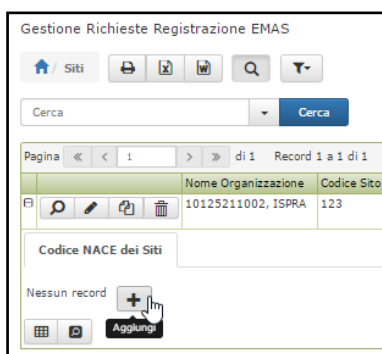 Gestione Richieste Registrazione EMAS
/ Siti
Cerca Cerca
Pagina 1 di 1 Record 1 a 1 di 1
Nome Organizzazione Codice Sito
10125211002, ISPRA 123
Codice NACE dei Siti
Nessun record
Aggiungi